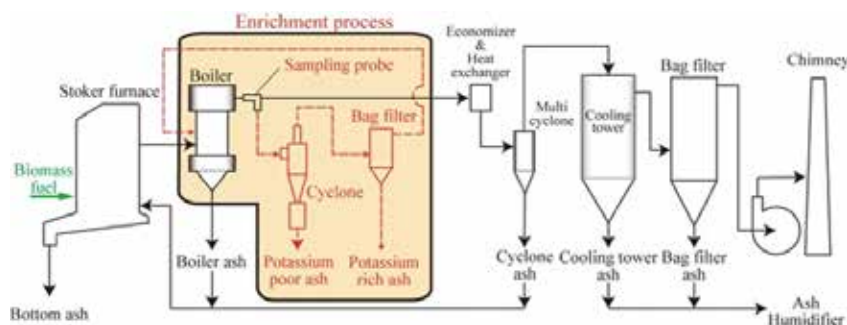 Enrichment process
Economizer
&
Heat
exchanger
Sampling probe
Boiler
Stoker furnace
Bag filter
Chimney
Bag filter
Multi
cyclone
Cooling
tower
Biomass
fuel
Cyclone
Boiler ash
Potassium
poor ash
Potassium
rich ash
Cyclone
ash
Cooling tower
ash
Bag filter
ash
Bottom ash
Ash
Humidifier